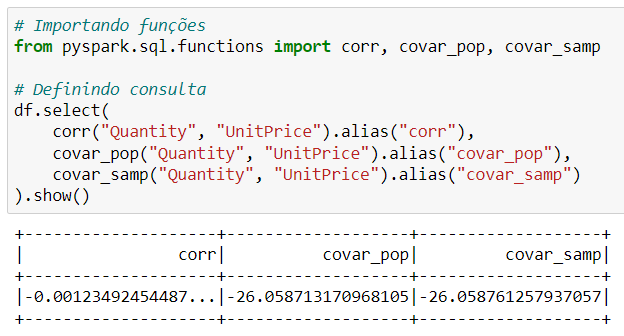 # Importando funções
from pyspark.sql.functions import corr, covar_pop, covar_samp
# Definindo consulta
df.select(
    corr("Quantity", "UnitPrice").alias("corr"),
    covar_pop("Quantity", "UnitPrice").alias("covar_pop"),
    covar_samp("Quantity", "UnitPrice").alias("covar_samp")
).show()
+--------------------+-------------------+-------------------+
|                corr|          covar_pop|         covar_samp|
+--------------------+-------------------+-------------------+
|-0.00123492454487...|-26.058713170968105|-26.058761257937057|
+--------------------+-------------------+-------------------+